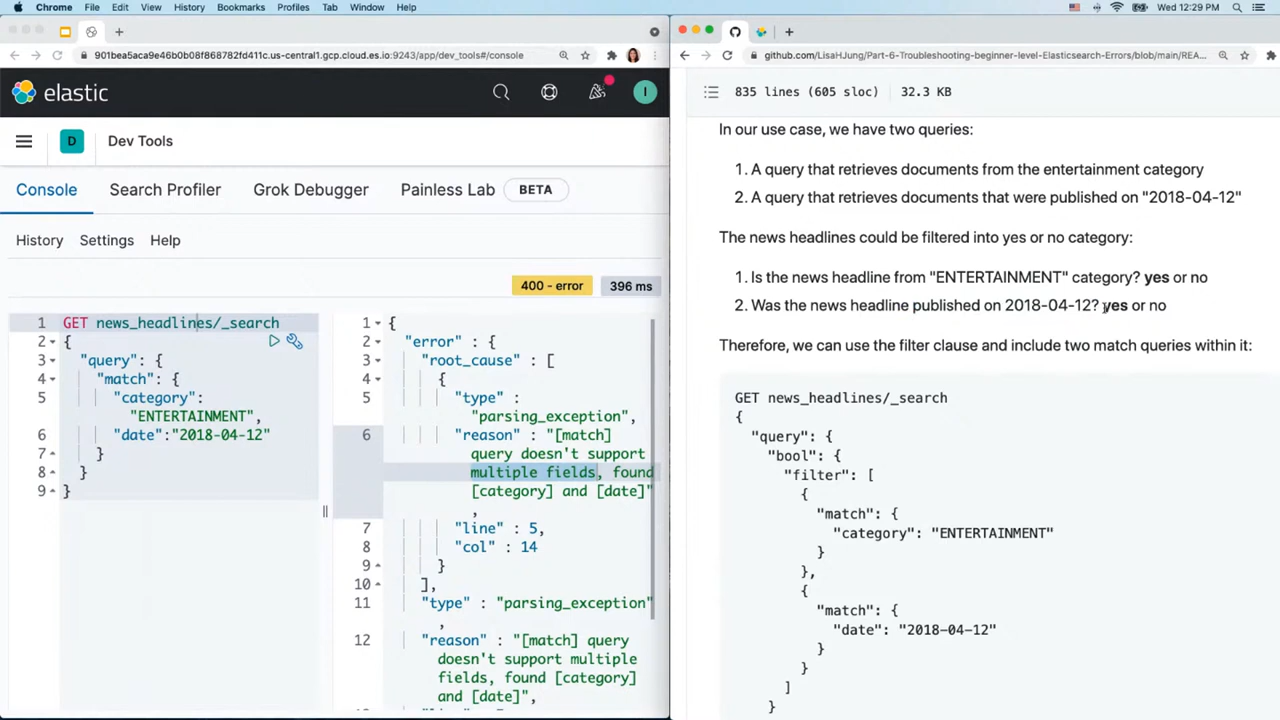 Chrome File Edit View History Bookmarks Profiles Tab Window Help
Wed 12:29 PM
901bea5aca9e46b0b08f868782fd411c.us-central1.gcp.cloud.es.io:9243/app/dev_tools#/console
elastic
I
D Dev Tools
Console Search Profiler Grok Debugger Painless Lab BETA
History Settings Help
400 - error 396 ms
1 GET news_headlines/_search
2 {
3 "query": {
4 "match": {
5 "category":
"ENTERTAINMENT",
6 "date":"2018-04-12"
7 }
8 }
9 }
1 {
2 "error" : {
3 "root_cause" : [
4 {
5 "type" :
"parsing_exception",
6 "reason" : "[match]
query doesn't support
multiple fields, found
[category] and [date]"
,
7 "line" : 5,
8 "col" : 14
9 }
10 ],
11 "type" : "parsing_exception"
,
12 "reason" : "[match] query
doesn't support multiple
fields, found [category]
and [date]",
github.com/LisaHJung/Part-6-Troubleshooting-beginner-level-Elasticsearch-Errors/blob/main/REA...
835 lines (605 sloc) 32.3 KB
In our use case, we have two queries:
1. A query that retrieves documents from the entertainment category
2. A query that retrieves documents that were published on "2018-04-12"
The news headlines could be filtered into yes or no category:
1. Is the news headline from "ENTERTAINMENT" category? yes or no
2. Was the news headline published on 2018-04-12? yes or no
Therefore, we can use the filter clause and include two match queries within it:
GET news_headlines/_search
{
"query": {
"bool": {
"filter": [
{
"match": {
"category": "ENTERTAINMENT"
}
},
{
"match": {
"date": "2018-04-12"
}
}
]
}